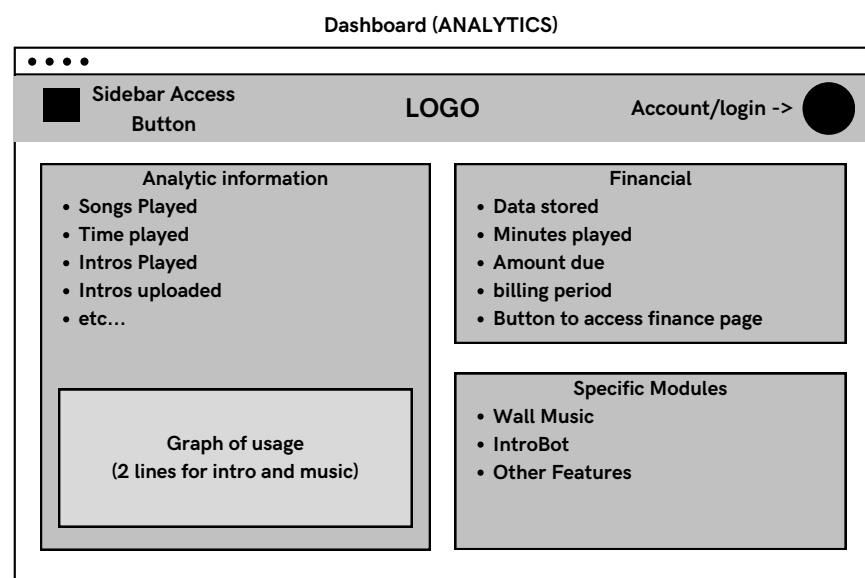 Dashboard (ANALYTICS)
Sidebar Access
Button
LOGO
Account/login ->
Analytic information
• Songs Played
• Time played
• Intros Played
• Intros uploaded
• etc...
Graph of usage
(2 lines for intro and music)
Financial
• Data stored
• Minutes played
• Amount due
• billing period
• Button to access finance page
Specific Modules
• Wall Music
• IntroBot
• Other Features